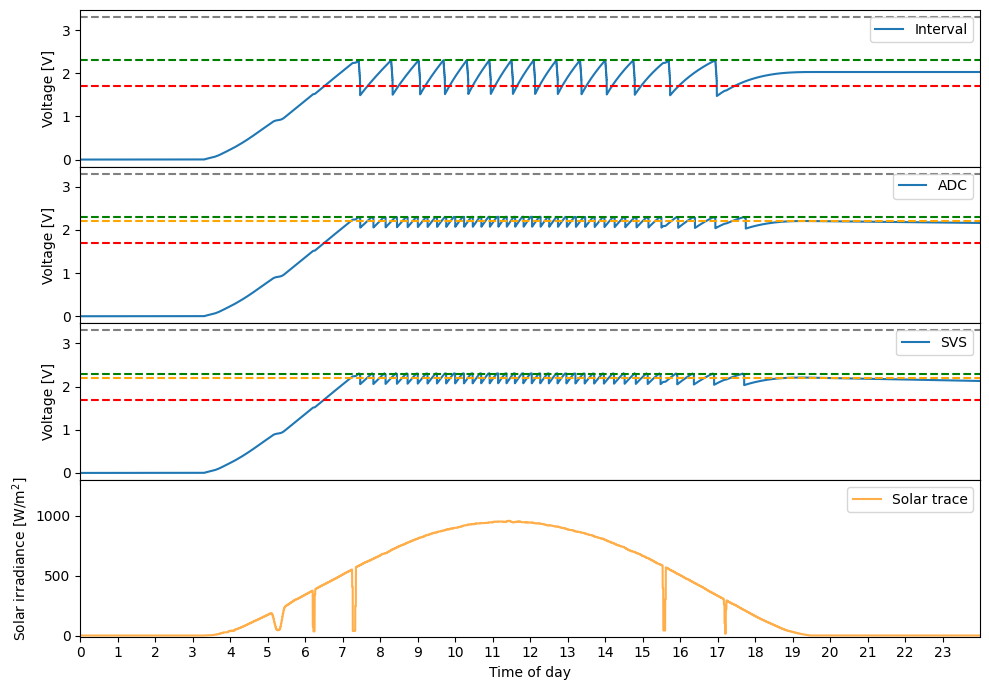 Voltage [V]
3
2
1
0
Interval
Voltage [V]
3
2
1
0
ADC
Voltage [V]
3
2
1
0
SVS
Solar irradiance [W/m²]
1000
500
0
Solar trace
0 1 2 3 4 5 6 7 8 9 10 11 12 13 14 15 16 17 18 19 20 21 22 23
Time of day